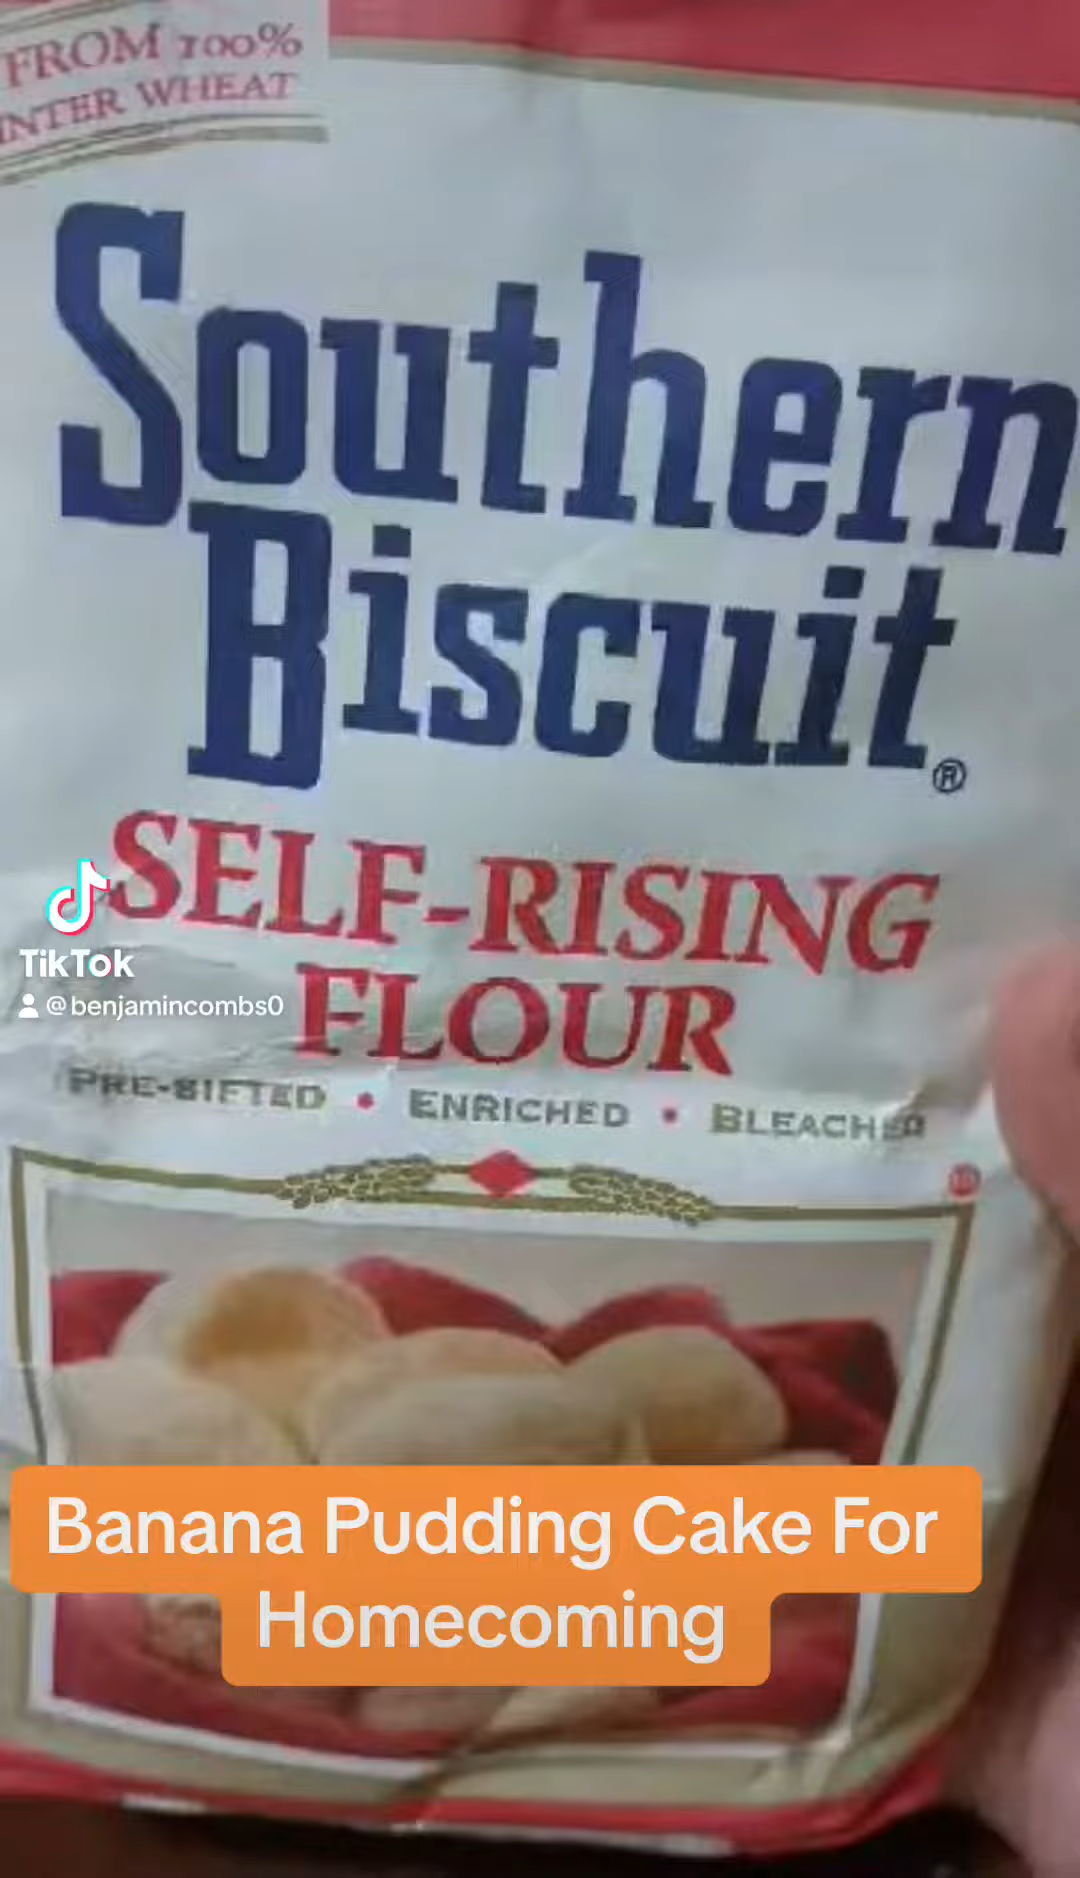 FROM 100%
INTER WHEAT
Southern
Biscuit®
SELF-RISING
FLOUR
PRE-SIFTED • ENRICHED • BLEACHED
TikTok
@benjamincombs0
Banana Pudding Cake For
Homecoming